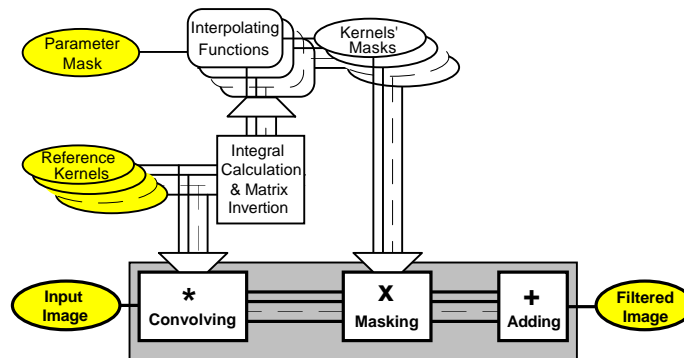 Parameter
Mask
Interpolating
Functions
Kernels'
Masks
Reference
Kernels
Integral
Calculation
& Matrix
Invertion
Input
Image
*
Convolving
X
Masking
+
Adding
Filtered
Image